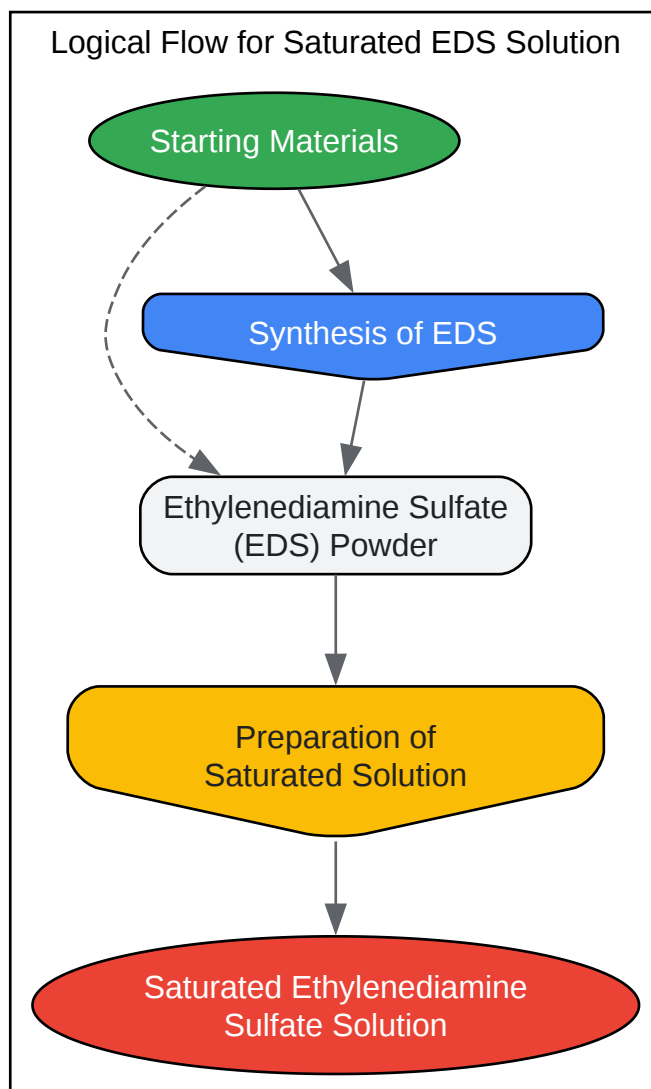 Logical Flow for Saturated EDS Solution
Starting Materials
Synthesis of EDS
Ethylenediamine Sulfate
(EDS) Powder
Preparation of
Saturated Solution
Saturated Ethylenediamine
Sulfate Solution